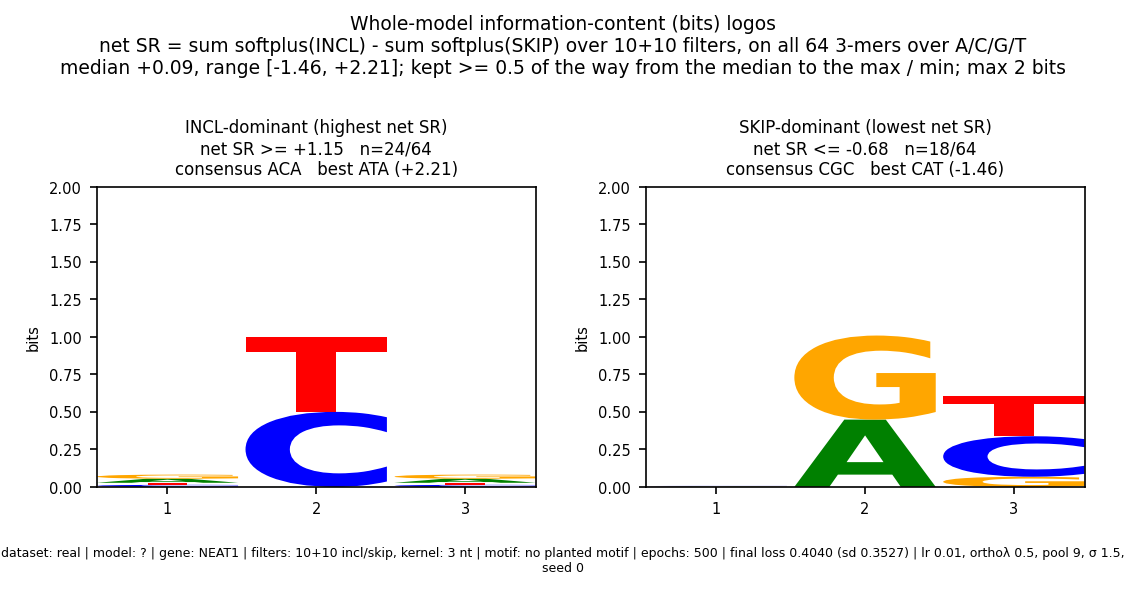 Whole-model information-content (bits) logos
net SR = sum softplus(INCL) - sum softplus(SKIP) over 10+10 filters, on all 64 3-mers over A/C/G/T
median +0.09, range [-1.46, +2.21]; kept >= 0.5 of the way from the median to the max / min; max 2 bits
INCL-dominant (highest net SR)
net SR >= +1.15   n=24/64
consensus ACA   best ATA (+2.21)
2.00
1.75
1.50
1.25
1.00
0.75
0.50
0.25
0.00
bits
T
C
1
2
3
SKIP-dominant (lowest net SR)
net SR <= -0.68   n=18/64
consensus CGC   best CAT (-1.46)
2.00
1.75
1.50
1.25
1.00
0.75
0.50
0.25
0.00
bits
G
A
T
C
G
1
2
3
dataset: real | model: ? | gene: NEAT1 | filters: 10+10 incl/skip, kernel: 3 nt | motif: no planted motif | epochs: 500 | final loss 0.4040 (sd 0.3527) | lr 0.01, orthoλ 0.5, pool 9, σ 1.5,
seed 0